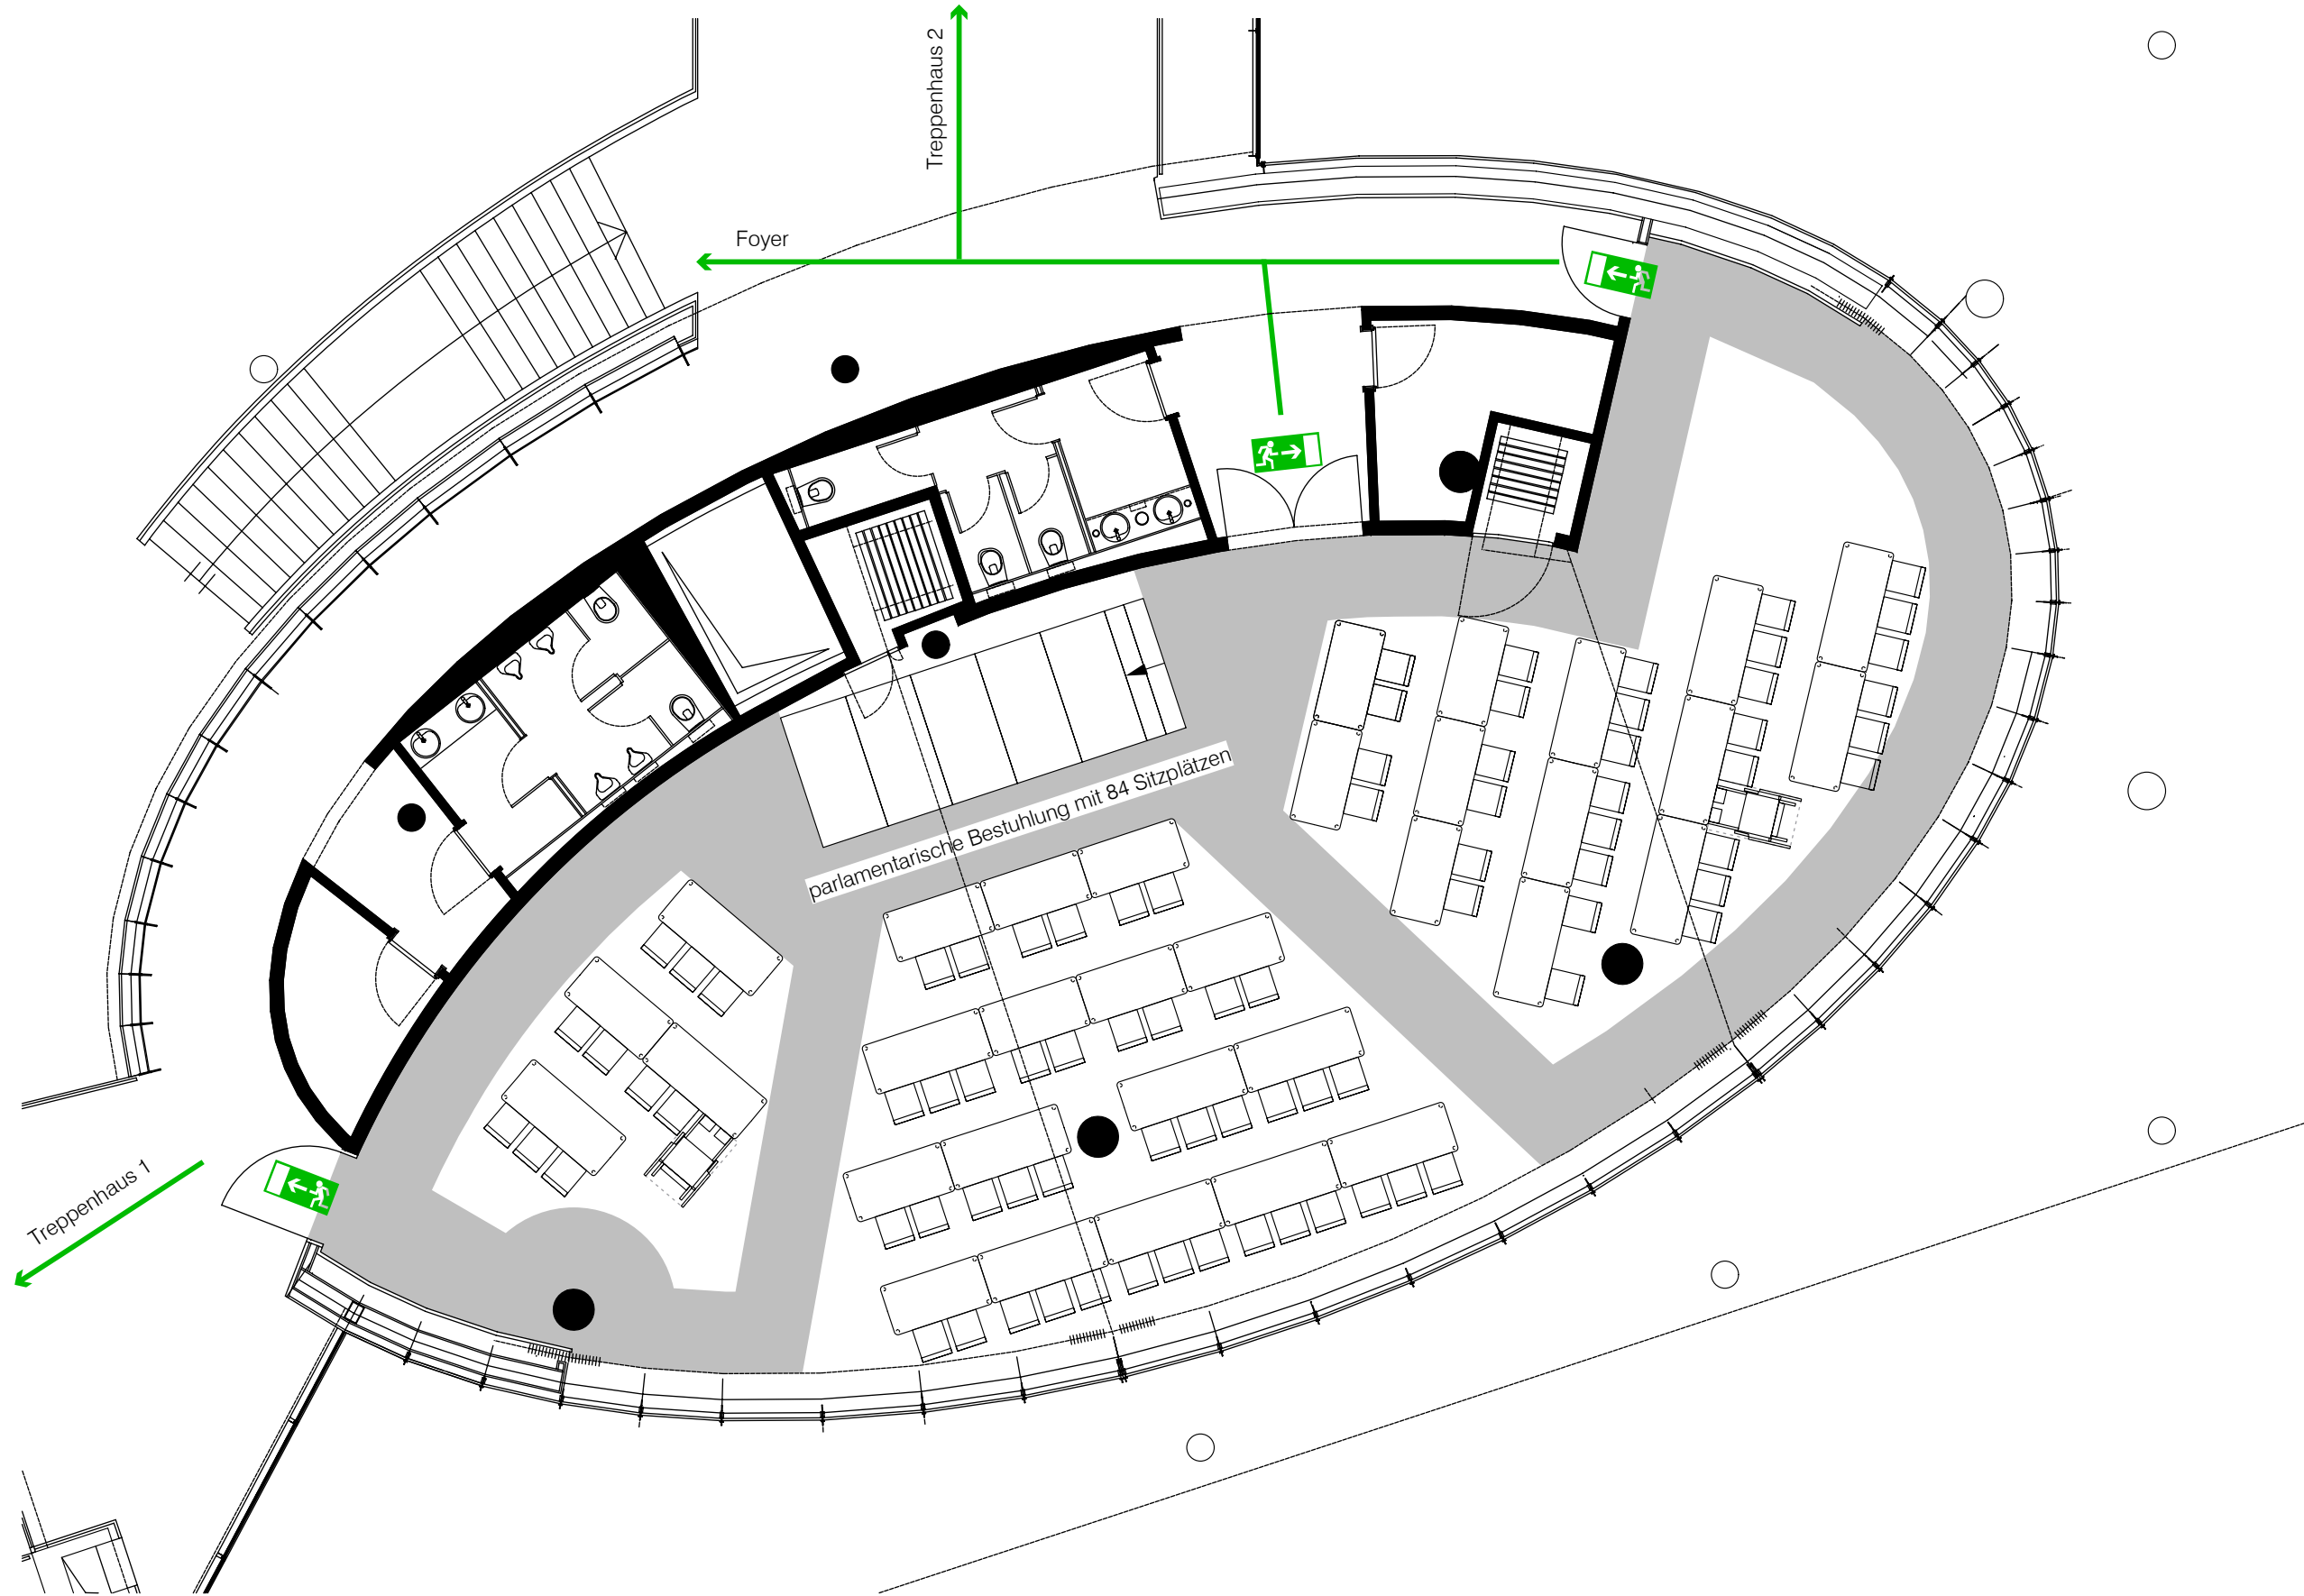 Treppenhaus 2
Foyer
parlamentarische Bestuhlung mit 84 Sitzplätzen
Treppenhaus 1